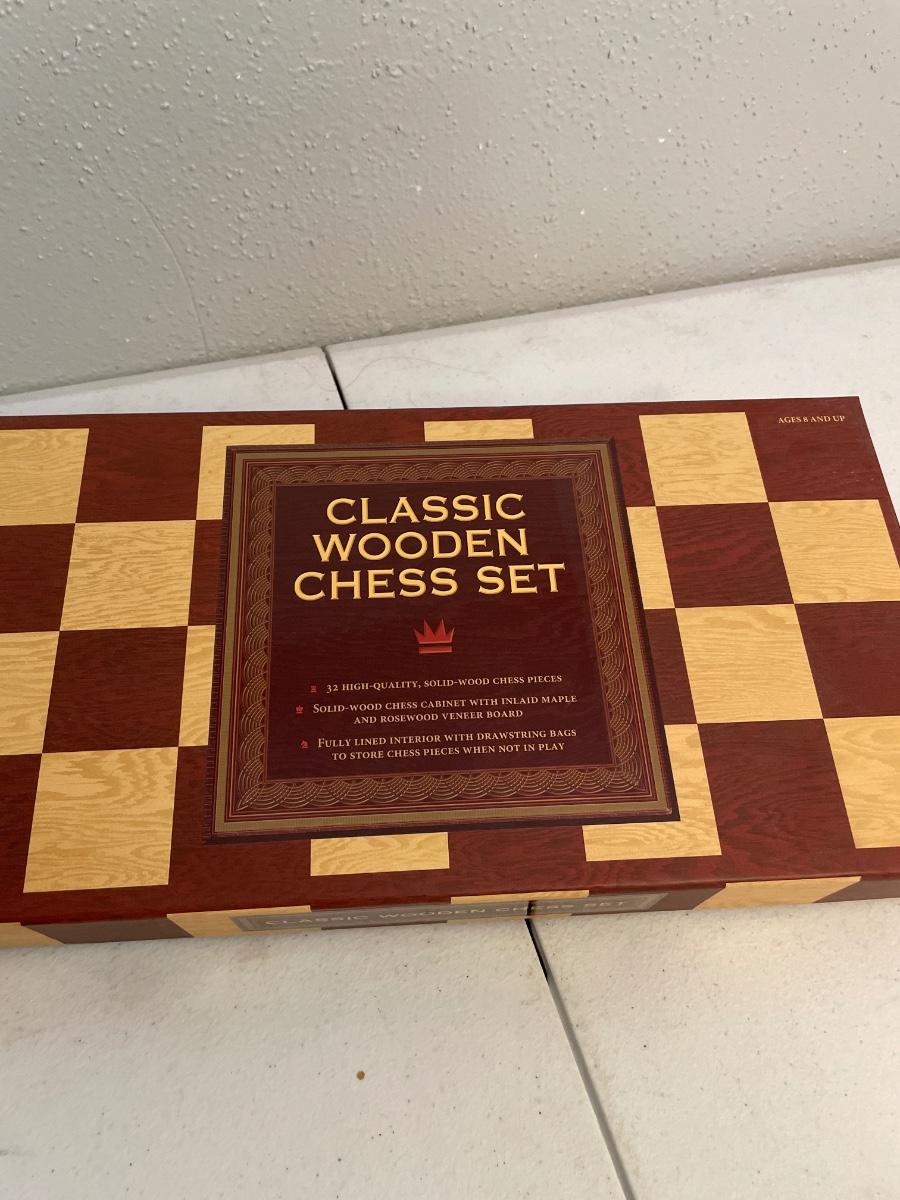 AGES 8 AND UP
CLASSIC
WOODEN
CHESS SET
32 HIGH-QUALITY, SOLID-WOOD CHESS PIECES
SOLID-WOOD CHESS CABINET WITH INLAID MAPLE
AND ROSEWOOD VENEER BOARD
FULLY LINED INTERIOR WITH DRAWSTRING BAGS
TO STORE CHESS PIECES WHEN NOT IN PLAY
CLASSIC WOODEN CHESS SET